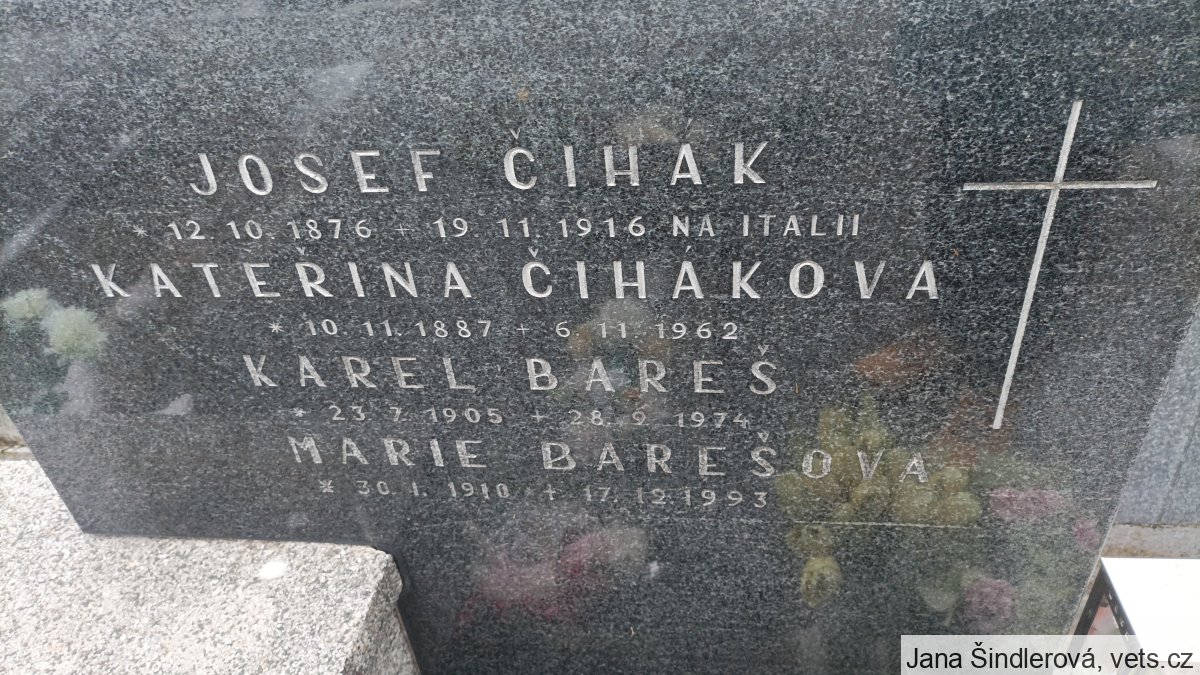 JOSEF ČIHÁK
* 12. 10. 1876 + 19. 11. 1916 NA ITALII
KATEŘINA ČIHÁKOVA
* 10. 11. 1887 + 6. 11. 1962
KAREL BAREŠ
* 23. 7. 1905 + 28. 9. 1974
MARIE BAREŠOVA
* 30. 1. 1910 + 17. 12. 1993
Jana Šindlerová, vets.cz